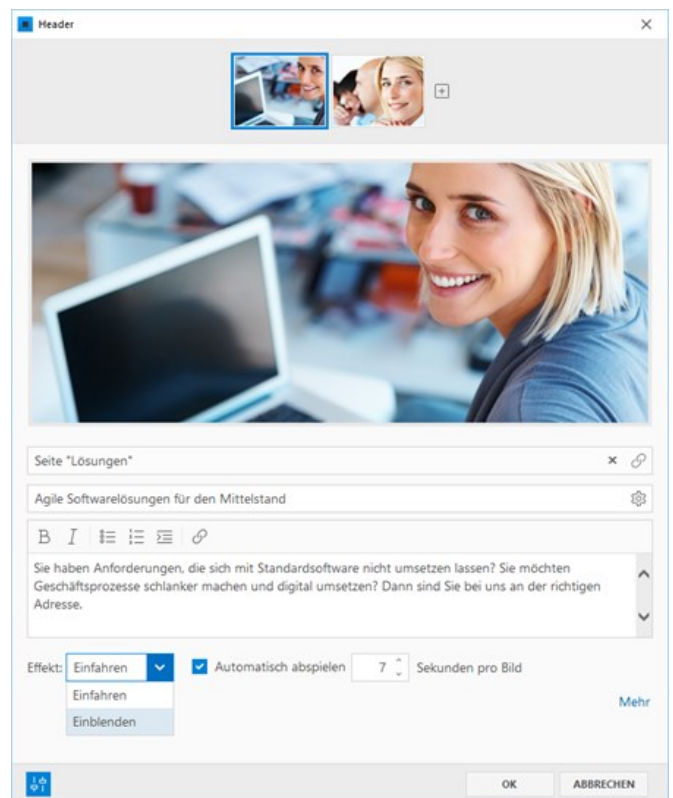 Header
Seite "Lösungen"
Agile Softwarelösungen für den Mittelstand
B I
Sie haben Anforderungen, die sich mit Standardsoftware nicht umsetzen lassen? Sie möchten
Geschäftsprozesse schlanker machen und digital umsetzen? Dann sind Sie bei uns an der richtigen
Adresse.
Effekt: Einfahren Automatisch abspielen 7 Sekunden pro Bild
Einfahren
Einblenden
Mehr
OK ABBRECHEN